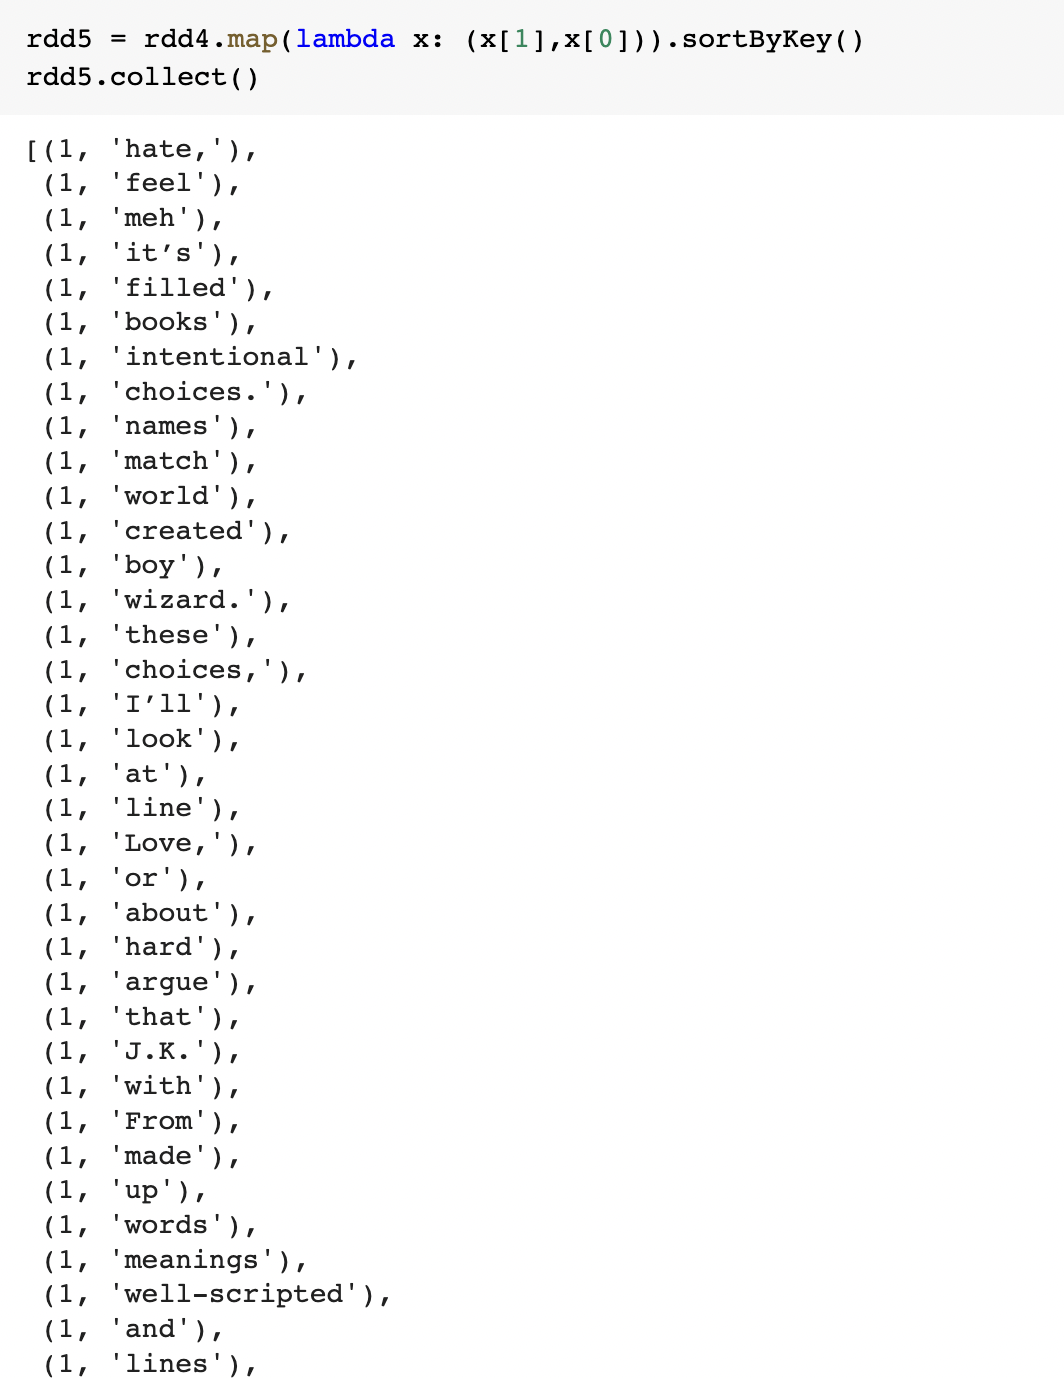 rdd5 = rdd4.map(lambda x: (x[1],x[0])).sortByKey()
rdd5.collect()
[(1, 'hate,'),
(1, 'feel'),
(1, 'meh'),
(1, 'it’s'),
(1, 'filled'),
(1, 'books'),
(1, 'intentional'),
(1, 'choices.'),
(1, 'names'),
(1, 'match'),
(1, 'world'),
(1, 'created'),
(1, 'boy'),
(1, 'wizard.'),
(1, 'these'),
(1, 'choices,'),
(1, 'I’ll'),
(1, 'look'),
(1, 'at'),
(1, 'line'),
(1, 'Love,'),
(1, 'or'),
(1, 'about'),
(1, 'hard'),
(1, 'argue'),
(1, 'that'),
(1, 'J.K.'),
(1, 'with'),
(1, 'From'),
(1, 'made'),
(1, 'up'),
(1, 'words'),
(1, 'meanings'),
(1, 'well-scripted'),
(1, 'and'),
(1, 'lines'),